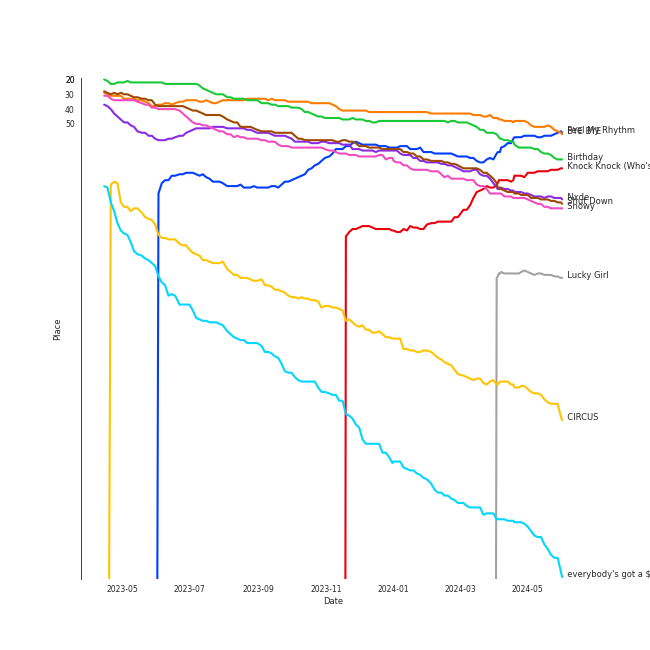 20
30
40
50
Feel My Rhythm
Birthday
Knock Knock (Who's
Nxde
Shut Down
Snowy
Lucky Girl
CIRCUS
everybody's got a $
Place
2023-05
2023-07
2023-09
2023-11
2024-01
2024-03
2024-05
Date